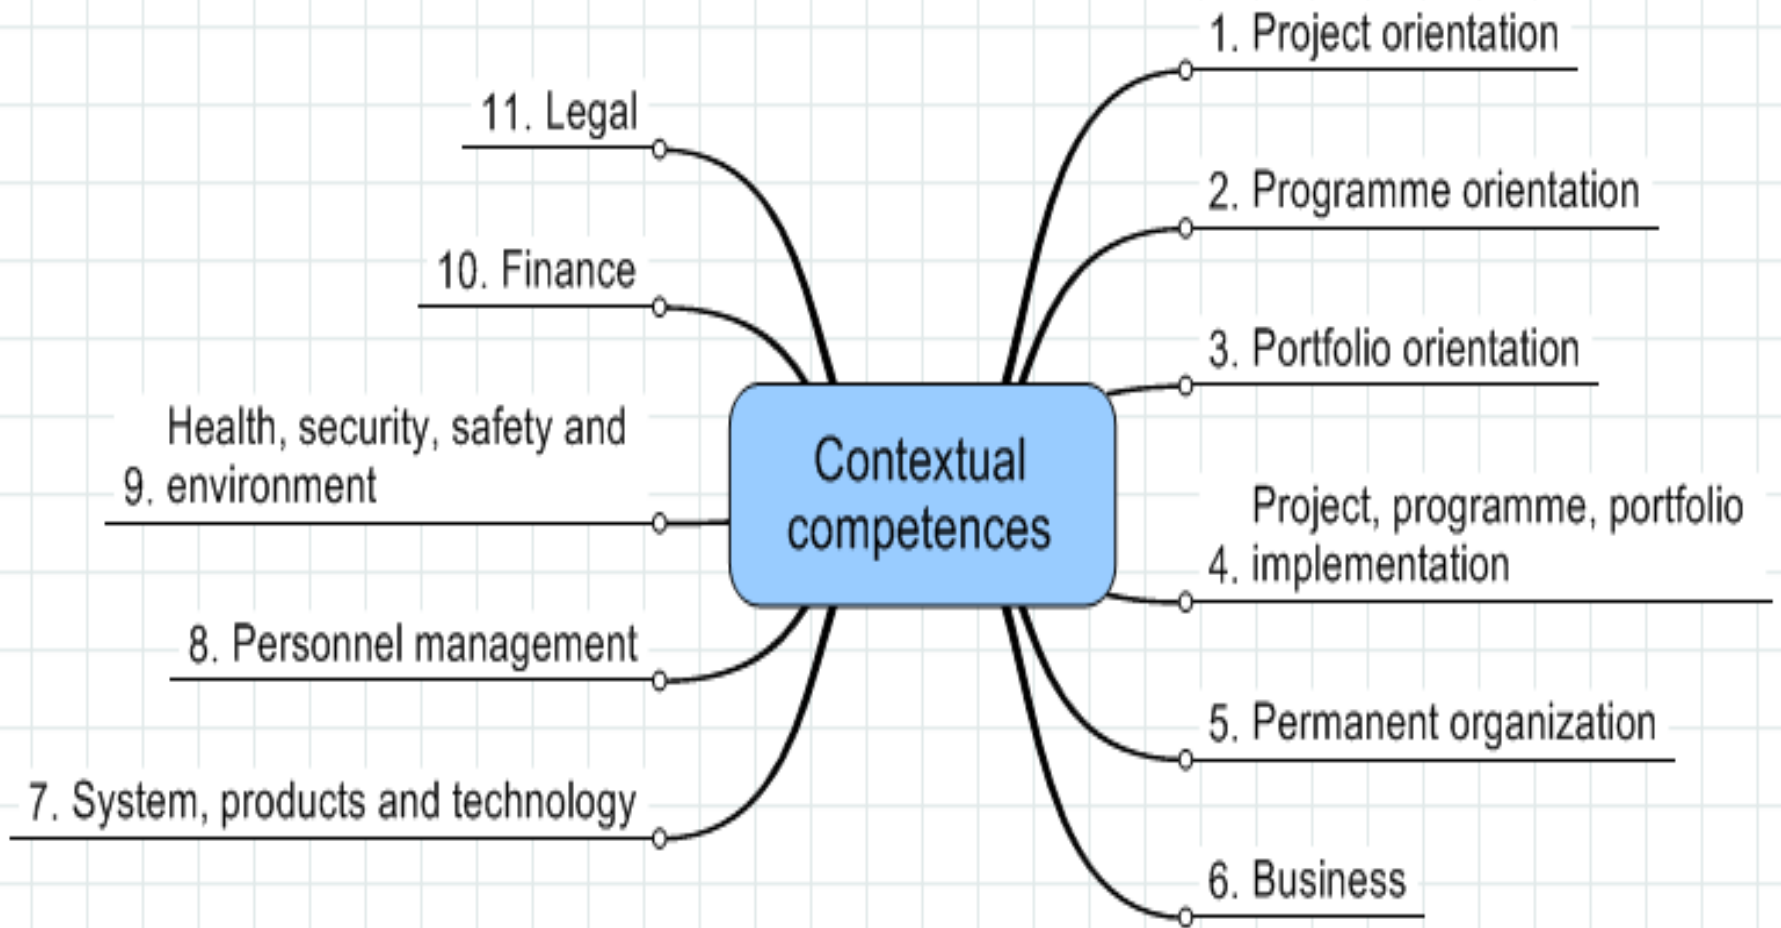 Contextual
competences
1. Project orientation
2. Programme orientation
3. Portfolio orientation
Project, programme, portfolio
4. implementation
5. Permanent organization
6. Business
7. System, products and technology
8. Personnel management
Health, security, safety and
9. environment
10. Finance
11. Legal